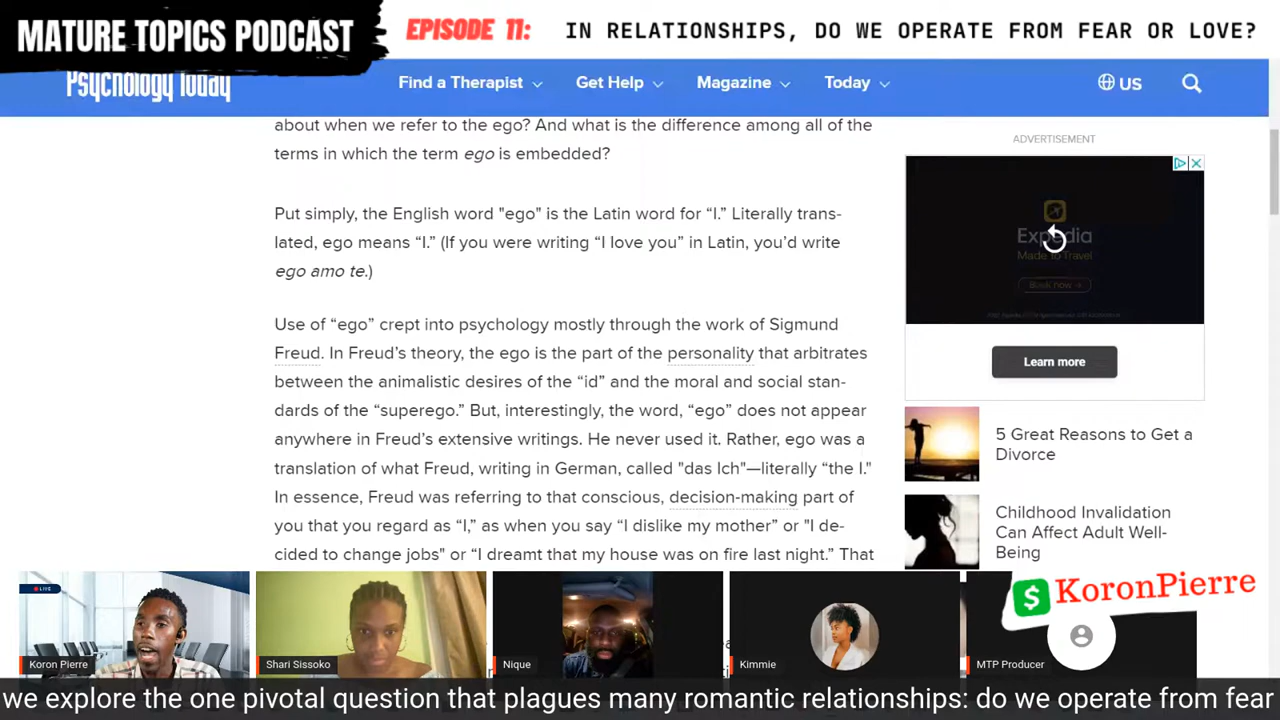 MATURE TOPICS PODCAST
EPISODE 11:
IN RELATIONSHIPS, DO WE OPERATE FROM FEAR OR LOVE?
Psychology Today
Find a Therapist
Get Help
Magazine
Today
US
about when we refer to the ego? And what is the difference among all of the
terms in which the term ego is embedded?
Put simply, the English word "ego" is the Latin word for “I.” Literally trans-
lated, ego means “I.” (If you were writing “I love you” in Latin, you’d write
ego amo te.)
Use of “ego” crept into psychology mostly through the work of Sigmund
Freud. In Freud’s theory, the ego is the part of the personality that arbitrates
between the animalistic desires of the “id” and the moral and social stan-
dards of the “superego.” But, interestingly, the word, “ego” does not appear
anywhere in Freud’s extensive writings. He never used it. Rather, ego was a
translation of what Freud, writing in German, called "das Ich"—literally “the I."
In essence, Freud was referring to that conscious, decision-making part of
you that you regard as “I,” as when you say “I dislike my mother” or "I de-
cided to change jobs" or “I dreamt that my house was on fire last night.” That
ADVERTISEMENT
Expedia
Made To Travel
Book now →
Learn more
5 Great Reasons to Get a
Divorce
Childhood Invalidation
Can Affect Adult Well-
Being
$ KoronPierre
LIVE
Koron Pierre
Shari Sissoko
Nique
Kimmie
MTP Producer
we explore the one pivotal question that plagues many romantic relationships: do we operate from fear